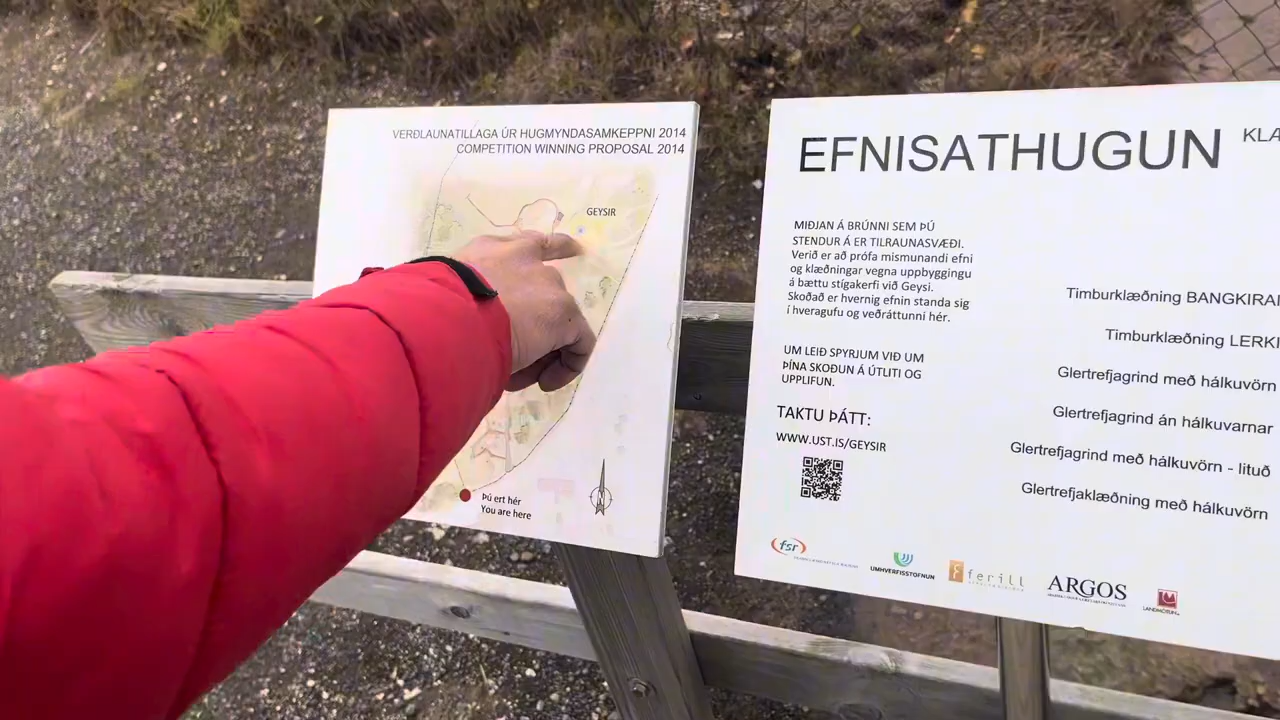 VERÐLAUNATILLAGA ÚR HUGMYNDASAMKEPPNI 2014
COMPETITION WINNING PROPOSAL 2014
GEYSIR
Þú ert hér
You are here
EFNISATHUGUN
MIÐJAN Á BRÚNNI SEM ÞÚ
STENDUR Á ER TILRAUNASVÆÐI.
Verið er að prófa mismunandi efni
og klæðningar vegna uppbyggingu
á bættu stígakerfi við Geysi.
Skoðað er hvernig efnin standa sig
í hveragufu og veðráttunni hér.
UM LEIÐ SPYRJUM VIÐ UM
ÞÍNA SKOÐUN Á ÚTLITI OG
UPPLIFUN.
TAKTU ÞÁTT:
WWW.UST.IS/GEYSIR
Timburklæðning
Timburklæðning LERKI
Glertrefjagrind með hálkuvörn
Glertrefjagrind án hálkuvarnar
Glertrefjagrind með hálkuvörn - lituð
Glertrefjaklæðning með hálkuvörn
fsr
UMHVERFISSTOFNUN
ferill
ARGOS
LANDMÓTUN